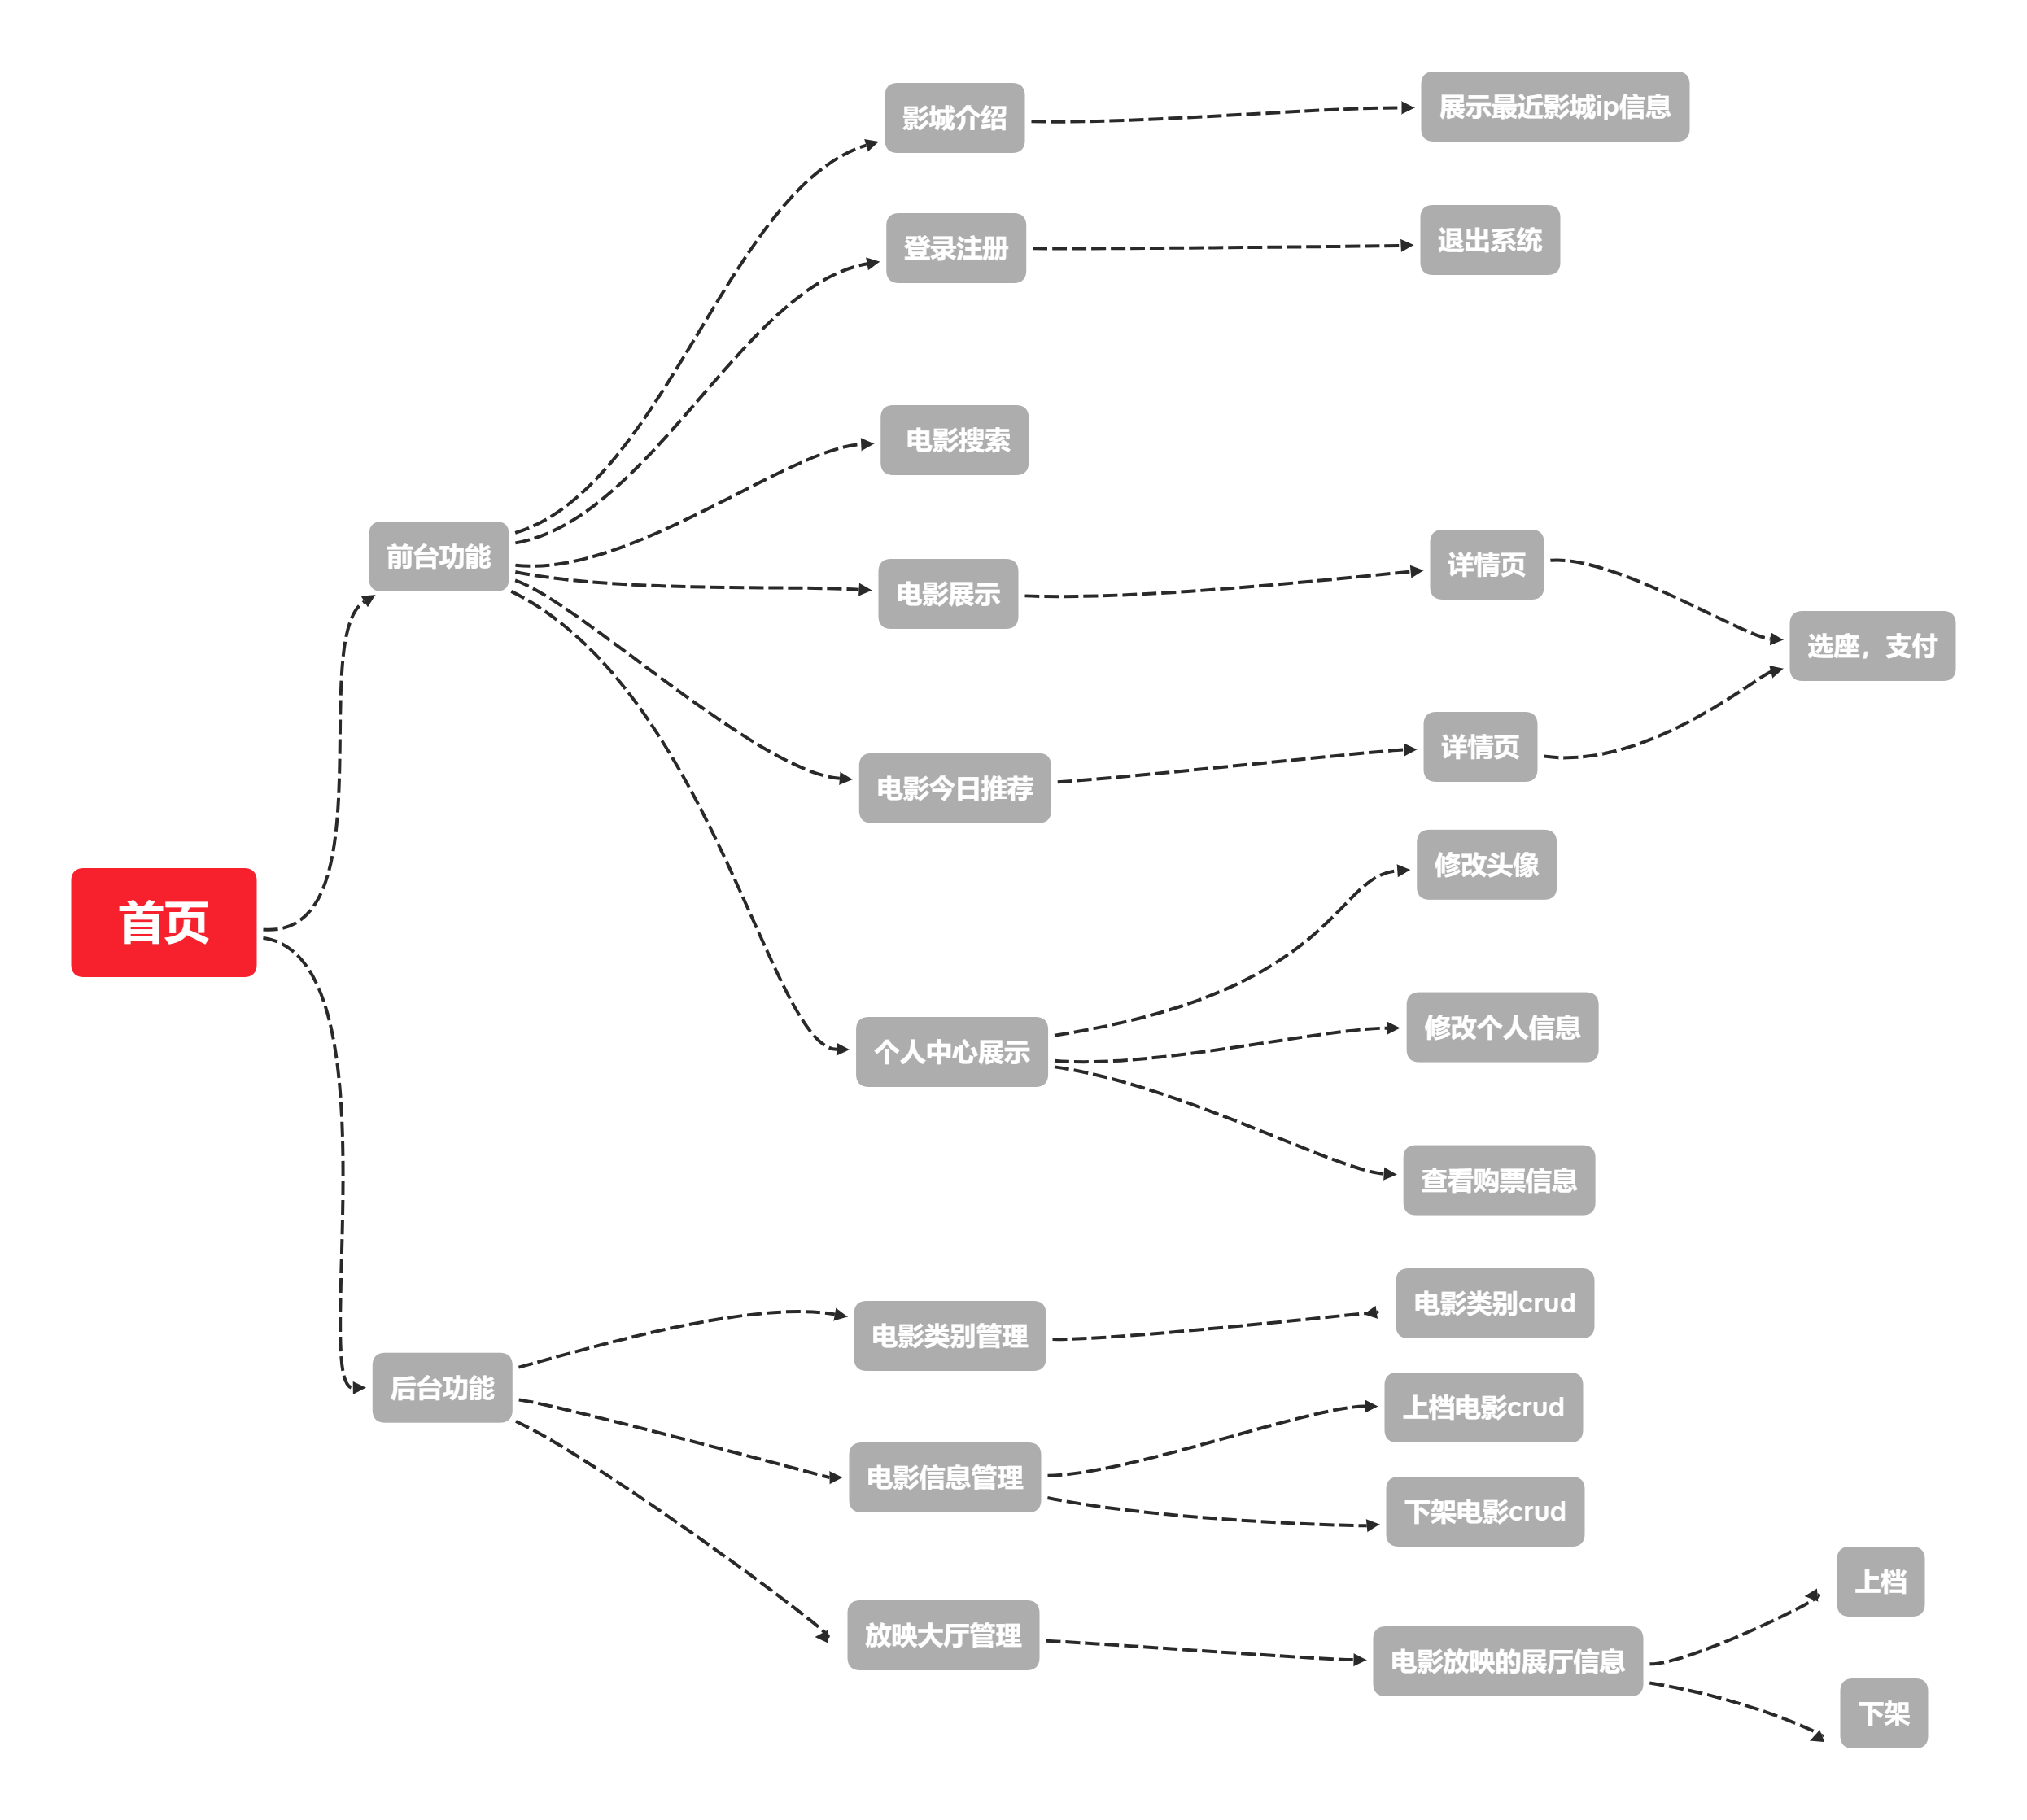 首页
前台功能
影城介绍
展示最近影城ip信息
登录注册
退出系统
电影搜索
电影展示
详情页
选座，支付
电影今日推荐
详情页
个人中心展示
修改头像
修改个人信息
查看购票信息
后台功能
电影类别管理
电影类别crud
电影信息管理
上档电影crud
下架电影crud
放映大厅管理
电影放映的展厅信息
上档
下架